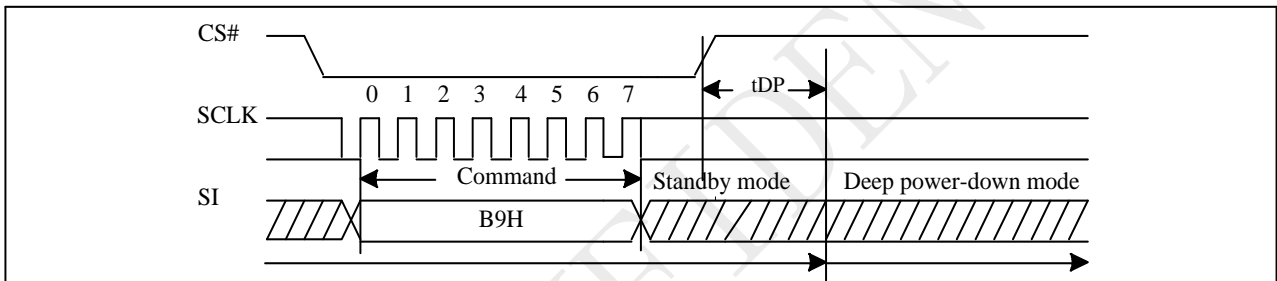 CS#
tDP
0 1 2 3 4 5 6 7
SCLK
Command
Standby mode
Deep power-down mode
SI
B9H